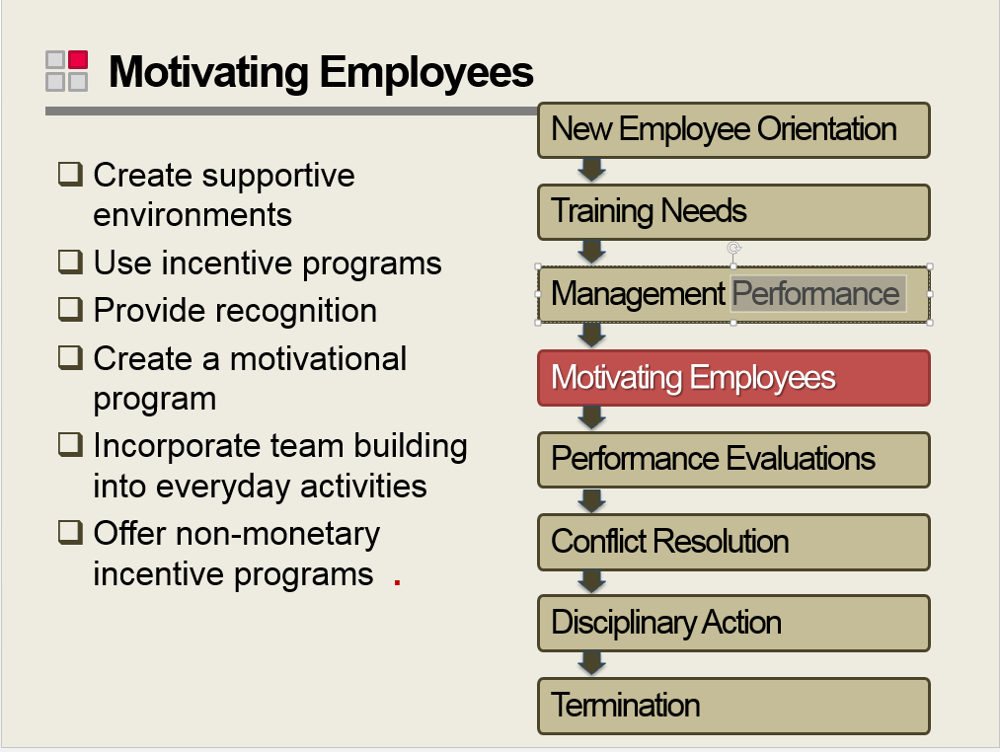 Motivating Employees
Create supportive
environments
Use incentive programs
Provide recognition
Create a motivational
program
Incorporate team building
into everyday activities
Offer non-monetary
incentive programs .
New Employee Orientation
Training Needs
Management Performance
Motivating Employees
Performance Evaluations
Conflict Resolution
Disciplinary Action
Termination